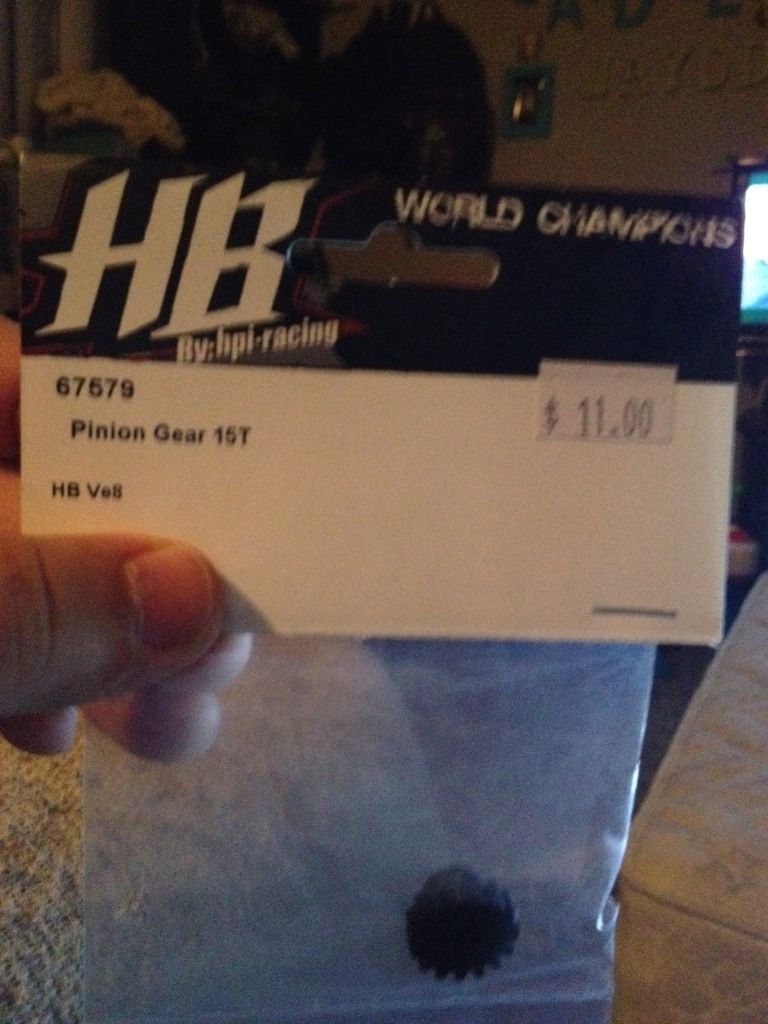 HB
By:hpi-racing
WORLD CHAMPIONS
67579
Pinion Gear 15T
HB Ve8
$ 11.00